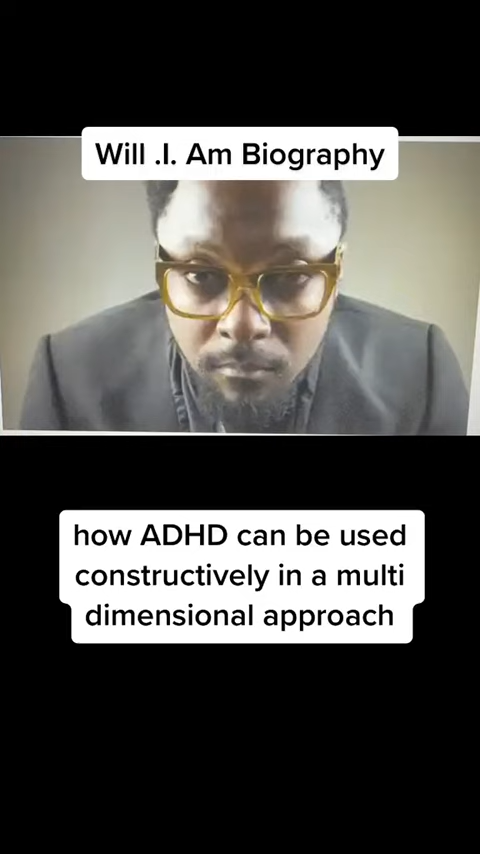 Will .I. Am Biography
how ADHD can be used
constructively in a multi
dimensional approach